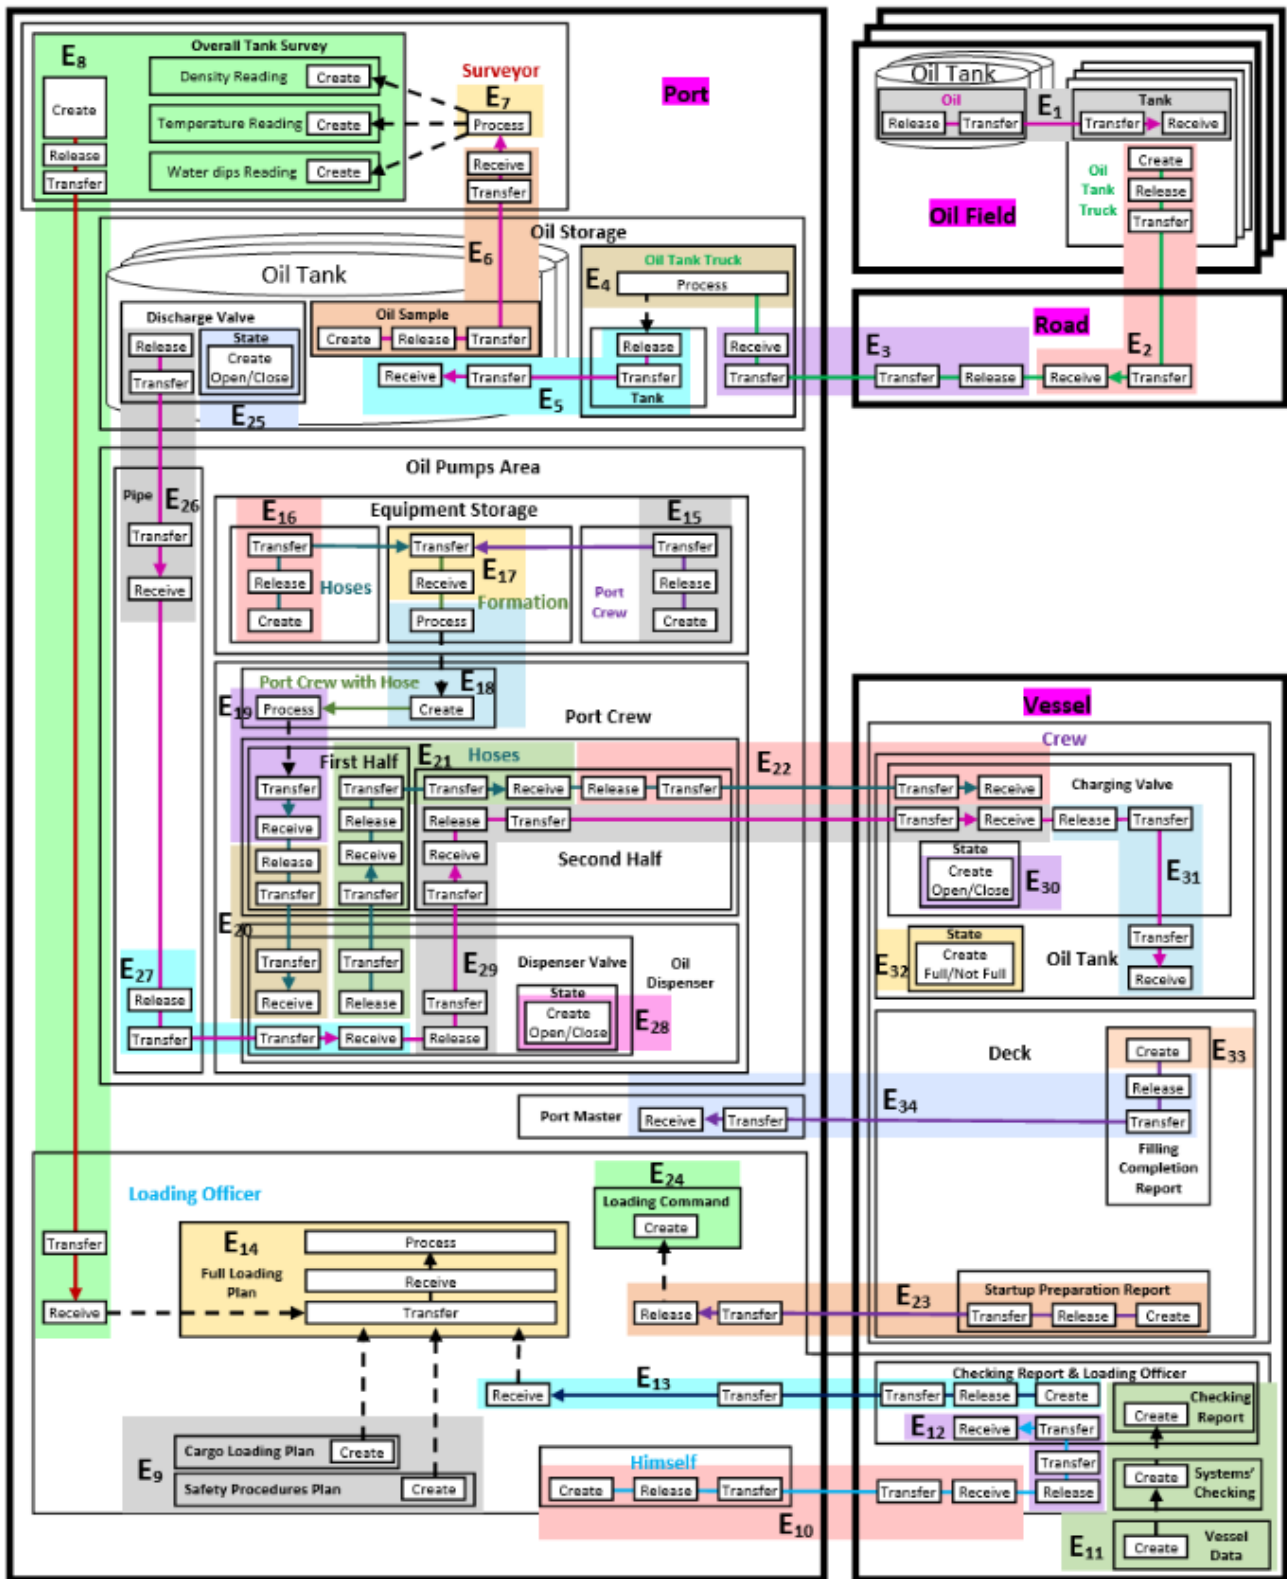 E8
Overall Tank Survey
Create
Release
Transfer
Density Reading
Create
Temperature Reading
Create
Water dips Reading
Create
Surveyor
E7
Process
Receive
Transfer
E6
Port
Oil Tank
Oil
Release
Transfer
E1
Tank
Transfer
Receive
Oil
Tank
Truck
Create
Release
Transfer
Oil Field
Oil Storage
Oil Tank
Discharge Valve
Release
Transfer
State
Create
Open/Close
E25
Oil Sample
Create
Release
Transfer
Receive
Transfer
E5
E4
Oil Tank Truck
Process
Release
Transfer
Tank
Receive
Transfer
E3
Road
E2
Transfer
Release
Receive
Transfer
Oil Pumps Area
Pipe
E26
Transfer
Receive
Equipment Storage
E16
Transfer
Release
Create
Hoses
Transfer
Receive
Process
E17
Formation
E15
Transfer
Release
Create
Port
Crew
Port Crew with Hose
E18
E19
Process
Create
Port Crew
First Half
E21
Hoses
E22
Transfer
Receive
Release
Transfer
Transfer
Release
Receive
Transfer
Transfer
Receive
Release
Transfer
Release
Transfer
Receive
Transfer
Second Half
E20
Transfer
Receive
Transfer
Release
E29
Transfer
Release
Dispenser Valve
State
Create
Open/Close
E28
Oil
Dispenser
E27
Release
Transfer
Transfer
Receive
Vessel
Crew
Transfer
Receive
Charging Valve
Transfer
Receive
Release
Transfer
State
Create
Open/Close
E30
E31
E32
State
Create
Full/Not Full
Oil Tank
Transfer
Receive
Deck
Create
E33
Release
Transfer
E34
Filling
Completion
Report
Port Master
Receive
Transfer
Loading Officer
Transfer
Receive
E14
Full Loading
Plan
Process
Receive
Transfer
E24
Loading Command
Create
Release
Transfer
E23
Startup Preparation Report
Transfer
Release
Create
Receive
E13
Transfer
Checking Report & Loading Officer
Transfer
Release
Create
E12
Receive
Transfer
Transfer
Release
Checking
Report
Create
Systems'
Checking
Create
E11
Create
Vessel
Data
E9
Cargo Loading Plan
Create
Safety Procedures Plan
Create
Himself
Create
Release
Transfer
Transfer
Receive
E10